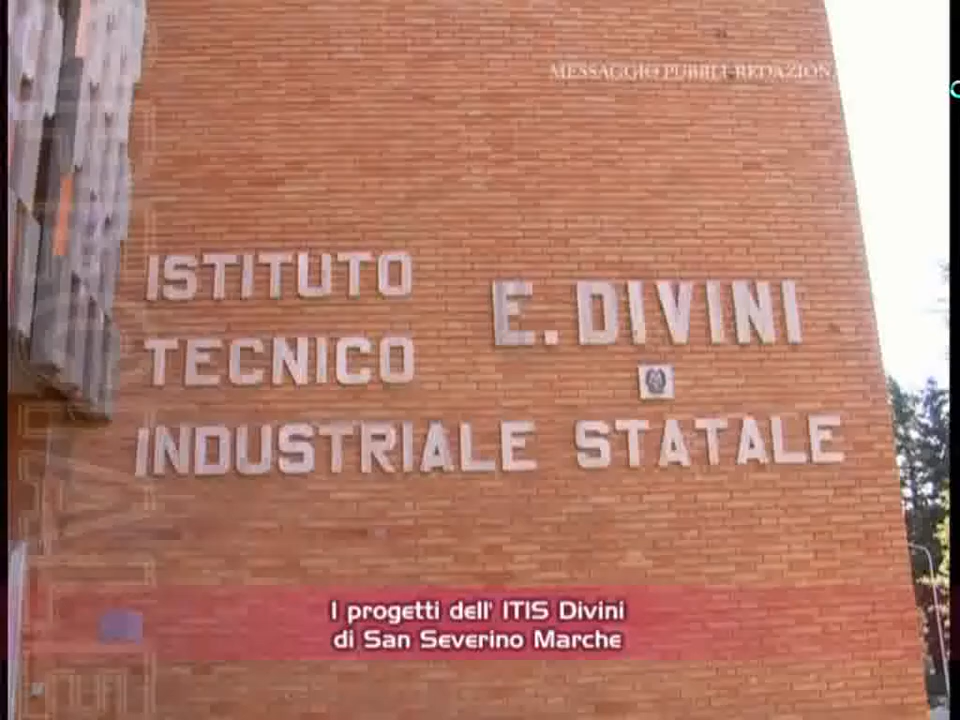 MESSAGGIO PUBBLI-REDAZION
ISTITUTO
TECNICO
E. DIVINI
INDUSTRIALE STATALE
I progetti dell' ITIS Divini
di San Severino Marche